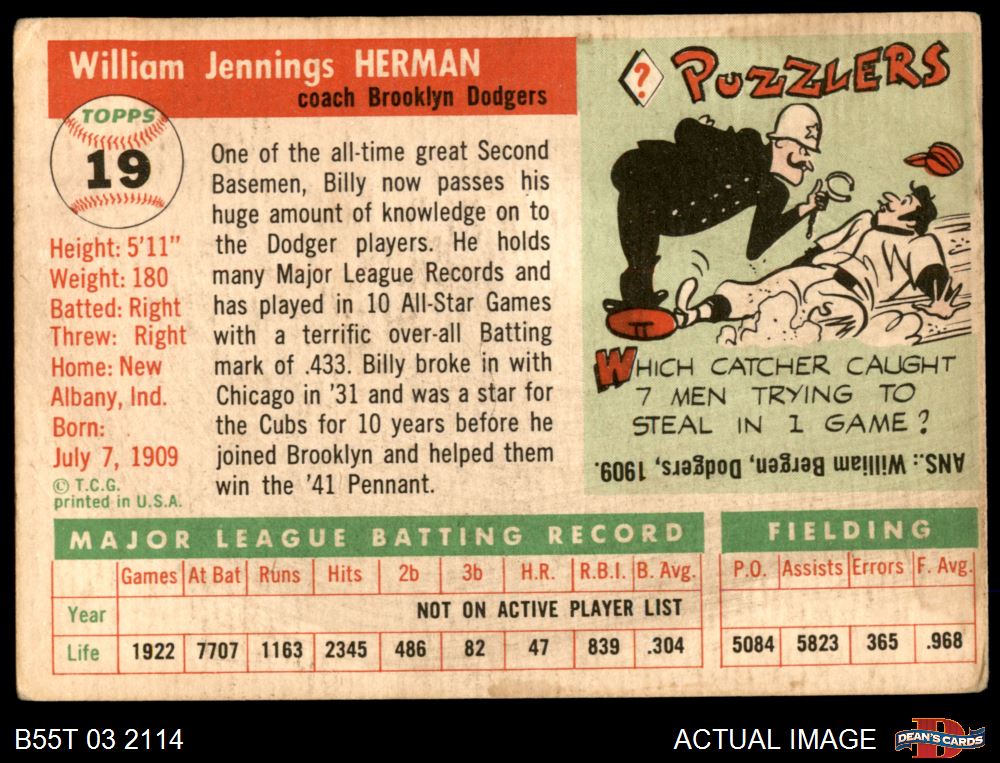 William Jennings HERMAN
coach Brooklyn Dodgers
TOPPS
19
Height: 5'11"
Weight: 180
Batted: Right
Threw: Right
Home: New
Albany, Ind.
Born:
July 7, 1909
© T.C.G.
printed in U.S.A.
One of the all-time great Second
Basemen, Billy now passes his
huge amount of knowledge on to
the Dodger players. He holds
many Major League Records and
has played in 10 All-Star Games
with a terrific over-all Batting
mark of .433. Billy broke in with
Chicago in '31 and was a star for
the Cubs for 10 years before he
joined Brooklyn and helped them
win the '41 Pennant.
? PUZZLERS
WHICH CATCHER CAUGHT
7 MEN TRYING TO
STEAL IN 1 GAME?
ANS.: William Bergen, Dodgers, 1909.
MAJOR LEAGUE BATTING RECORD
Games At Bat Runs Hits 2b 3b H.R. R.B.I. B. Avg.
Year NOT ON ACTIVE PLAYER LIST
Life 1922 7707 1163 2345 486 82 47 839 .304
FIELDING
P.O. Assists Errors F. Avg.
5084 5823 365 .968
B55T 03 2114
ACTUAL IMAGE
DEAN'S CARDS